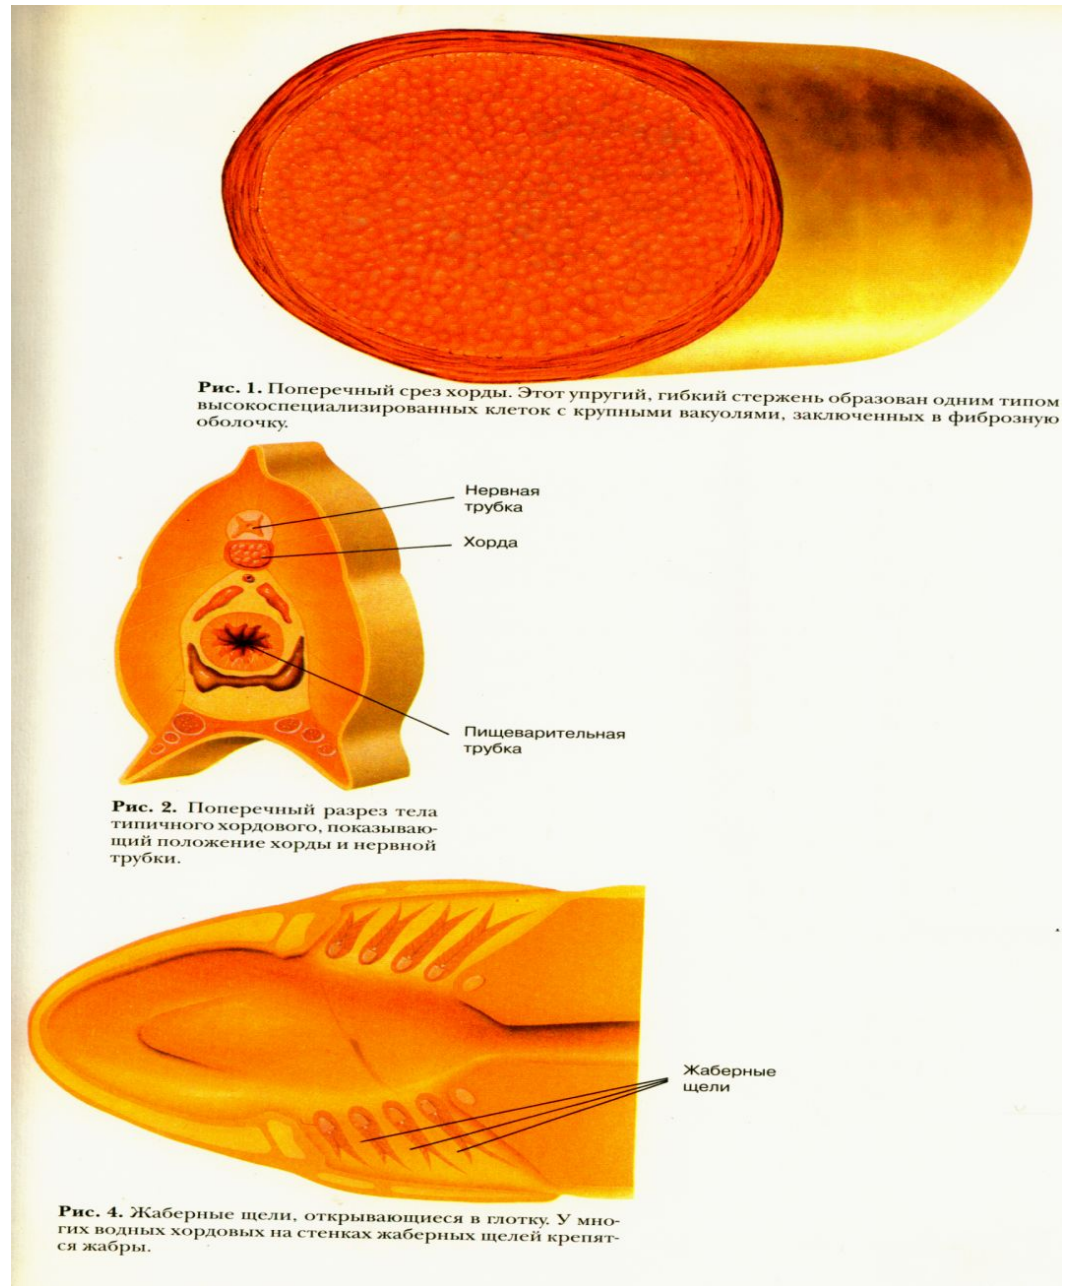 Рис. 1. Поперечный срез хорды. Этот упругий, гибкий стержень образован одним типом
высокоспециализированных клеток с крупными вакуолями, заключенных в фиброзную
оболочку.
Нервная
трубка
Хорда
Пищеварительная
трубка
Рис. 2. Поперечный разрез тела
типичного хордового, показываю-
щий положение хорды и нервной
трубки.
Жаберные
щели
Рис. 4. Жаберные щели, открывающиеся в глотку. У мно-
гих водных хордовых на стенках жаберных щелей крепят-
ся жабры.